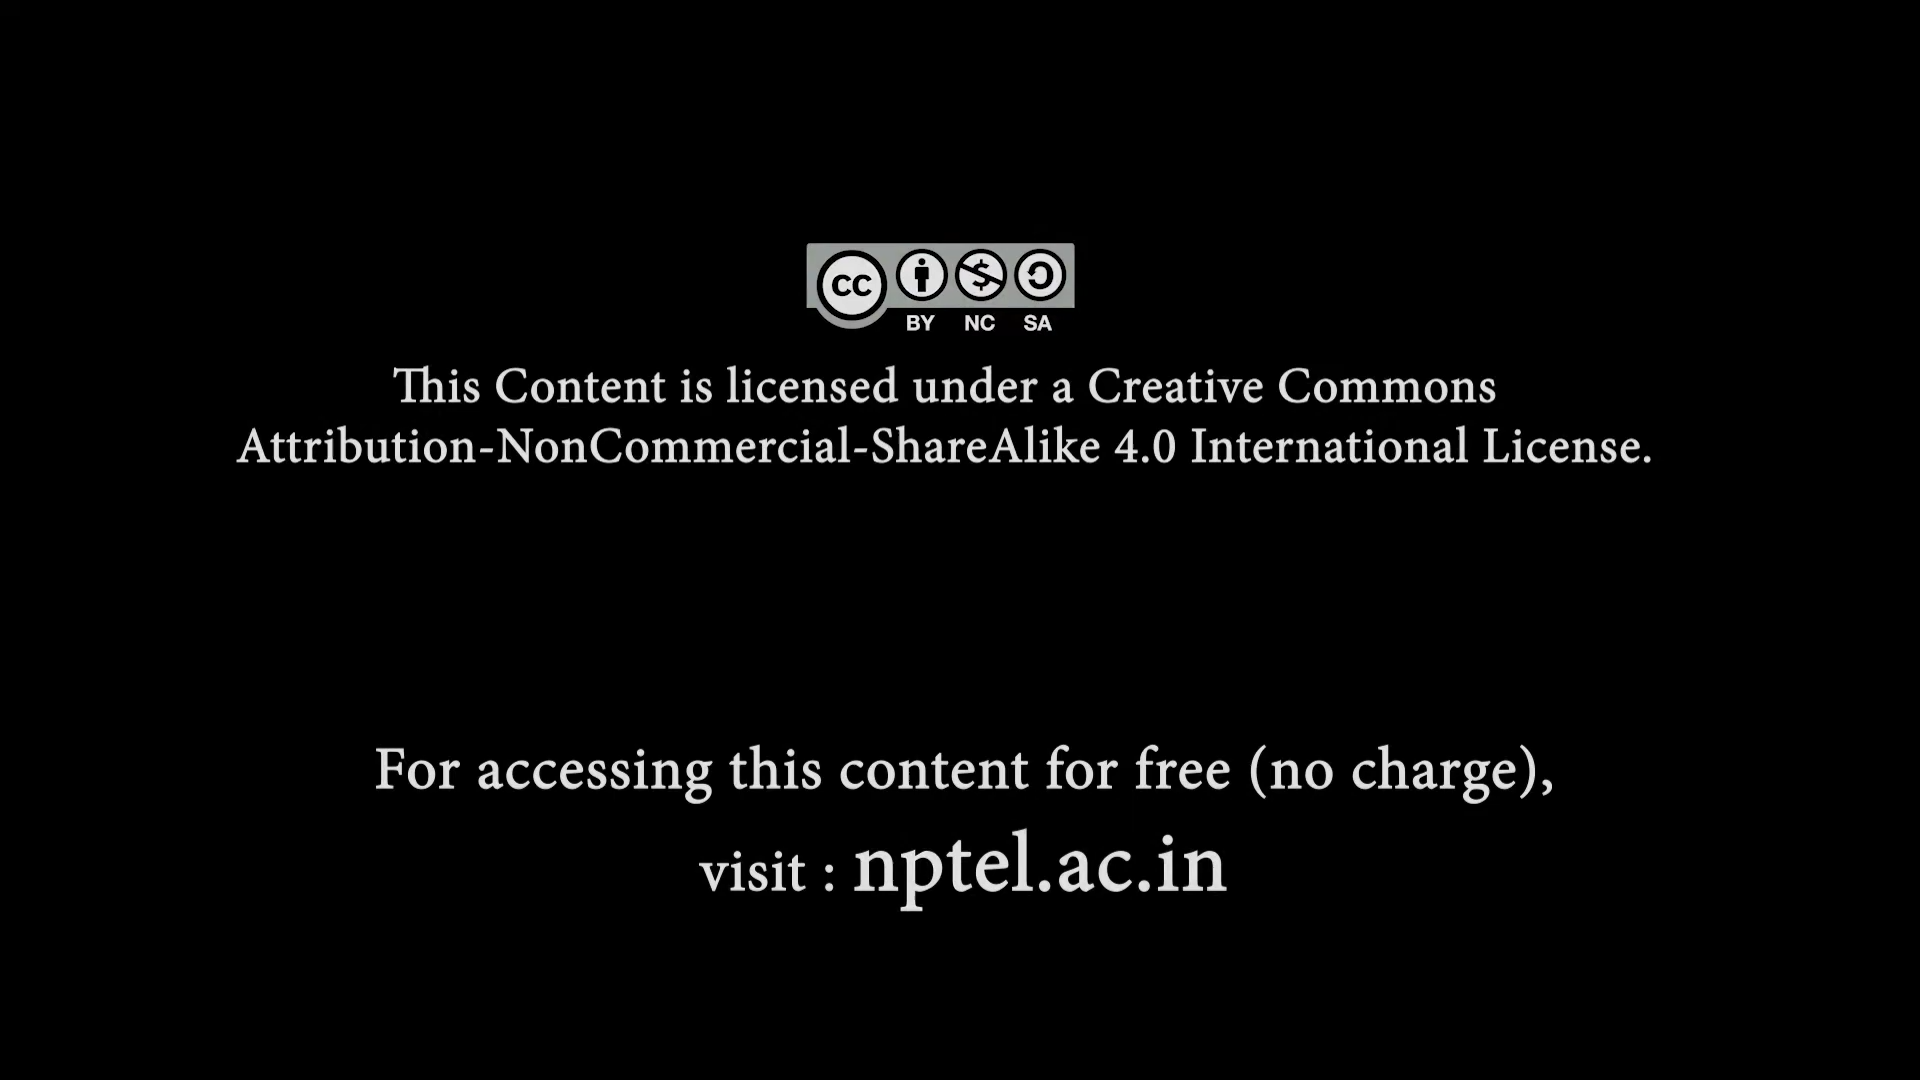 cc
BY NC SA
This Content is licensed under a Creative Commons
Attribution-NonCommercial-ShareAlike 4.0 International License.
For accessing this content for free (no charge),
visit : nptel.ac.in